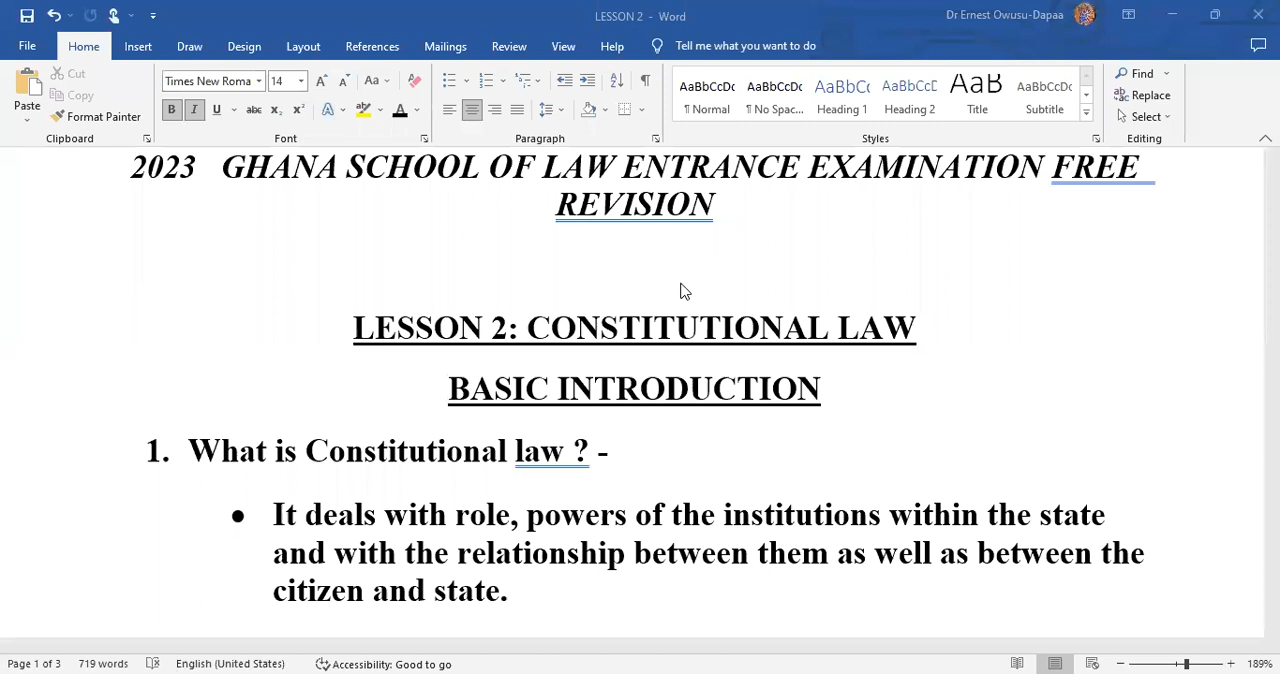 LESSON 2 - Word
Dr Ernest Owusu-Dapaa
File Home Insert Draw Design Layout References Mailings Review View Help Tell me what you want to do
Paste
Cut
Copy
Format Painter
Clipboard
Times New Roma 14 A A Aa
B I U abc x₂ x² A A
Font
Paragraph
AaBbCcDc AaBbCcDc AaBbCc AaBbCcE AaB AaBbCcDc
¶ Normal ¶ No Spac... Heading 1 Heading 2 Title Subtitle
Styles
Find
Replace
Select
Editing
2023 GHANA SCHOOL OF LAW ENTRANCE EXAMINATION FREE
REVISION
LESSON 2: CONSTITUTIONAL LAW
BASIC INTRODUCTION
1. What is Constitutional law ? -
• It deals with role, powers of the institutions within the state
and with the relationship between them as well as between the
citizen and state.
Page 1 of 3 719 words English (United States) Accessibility: Good to go 189%